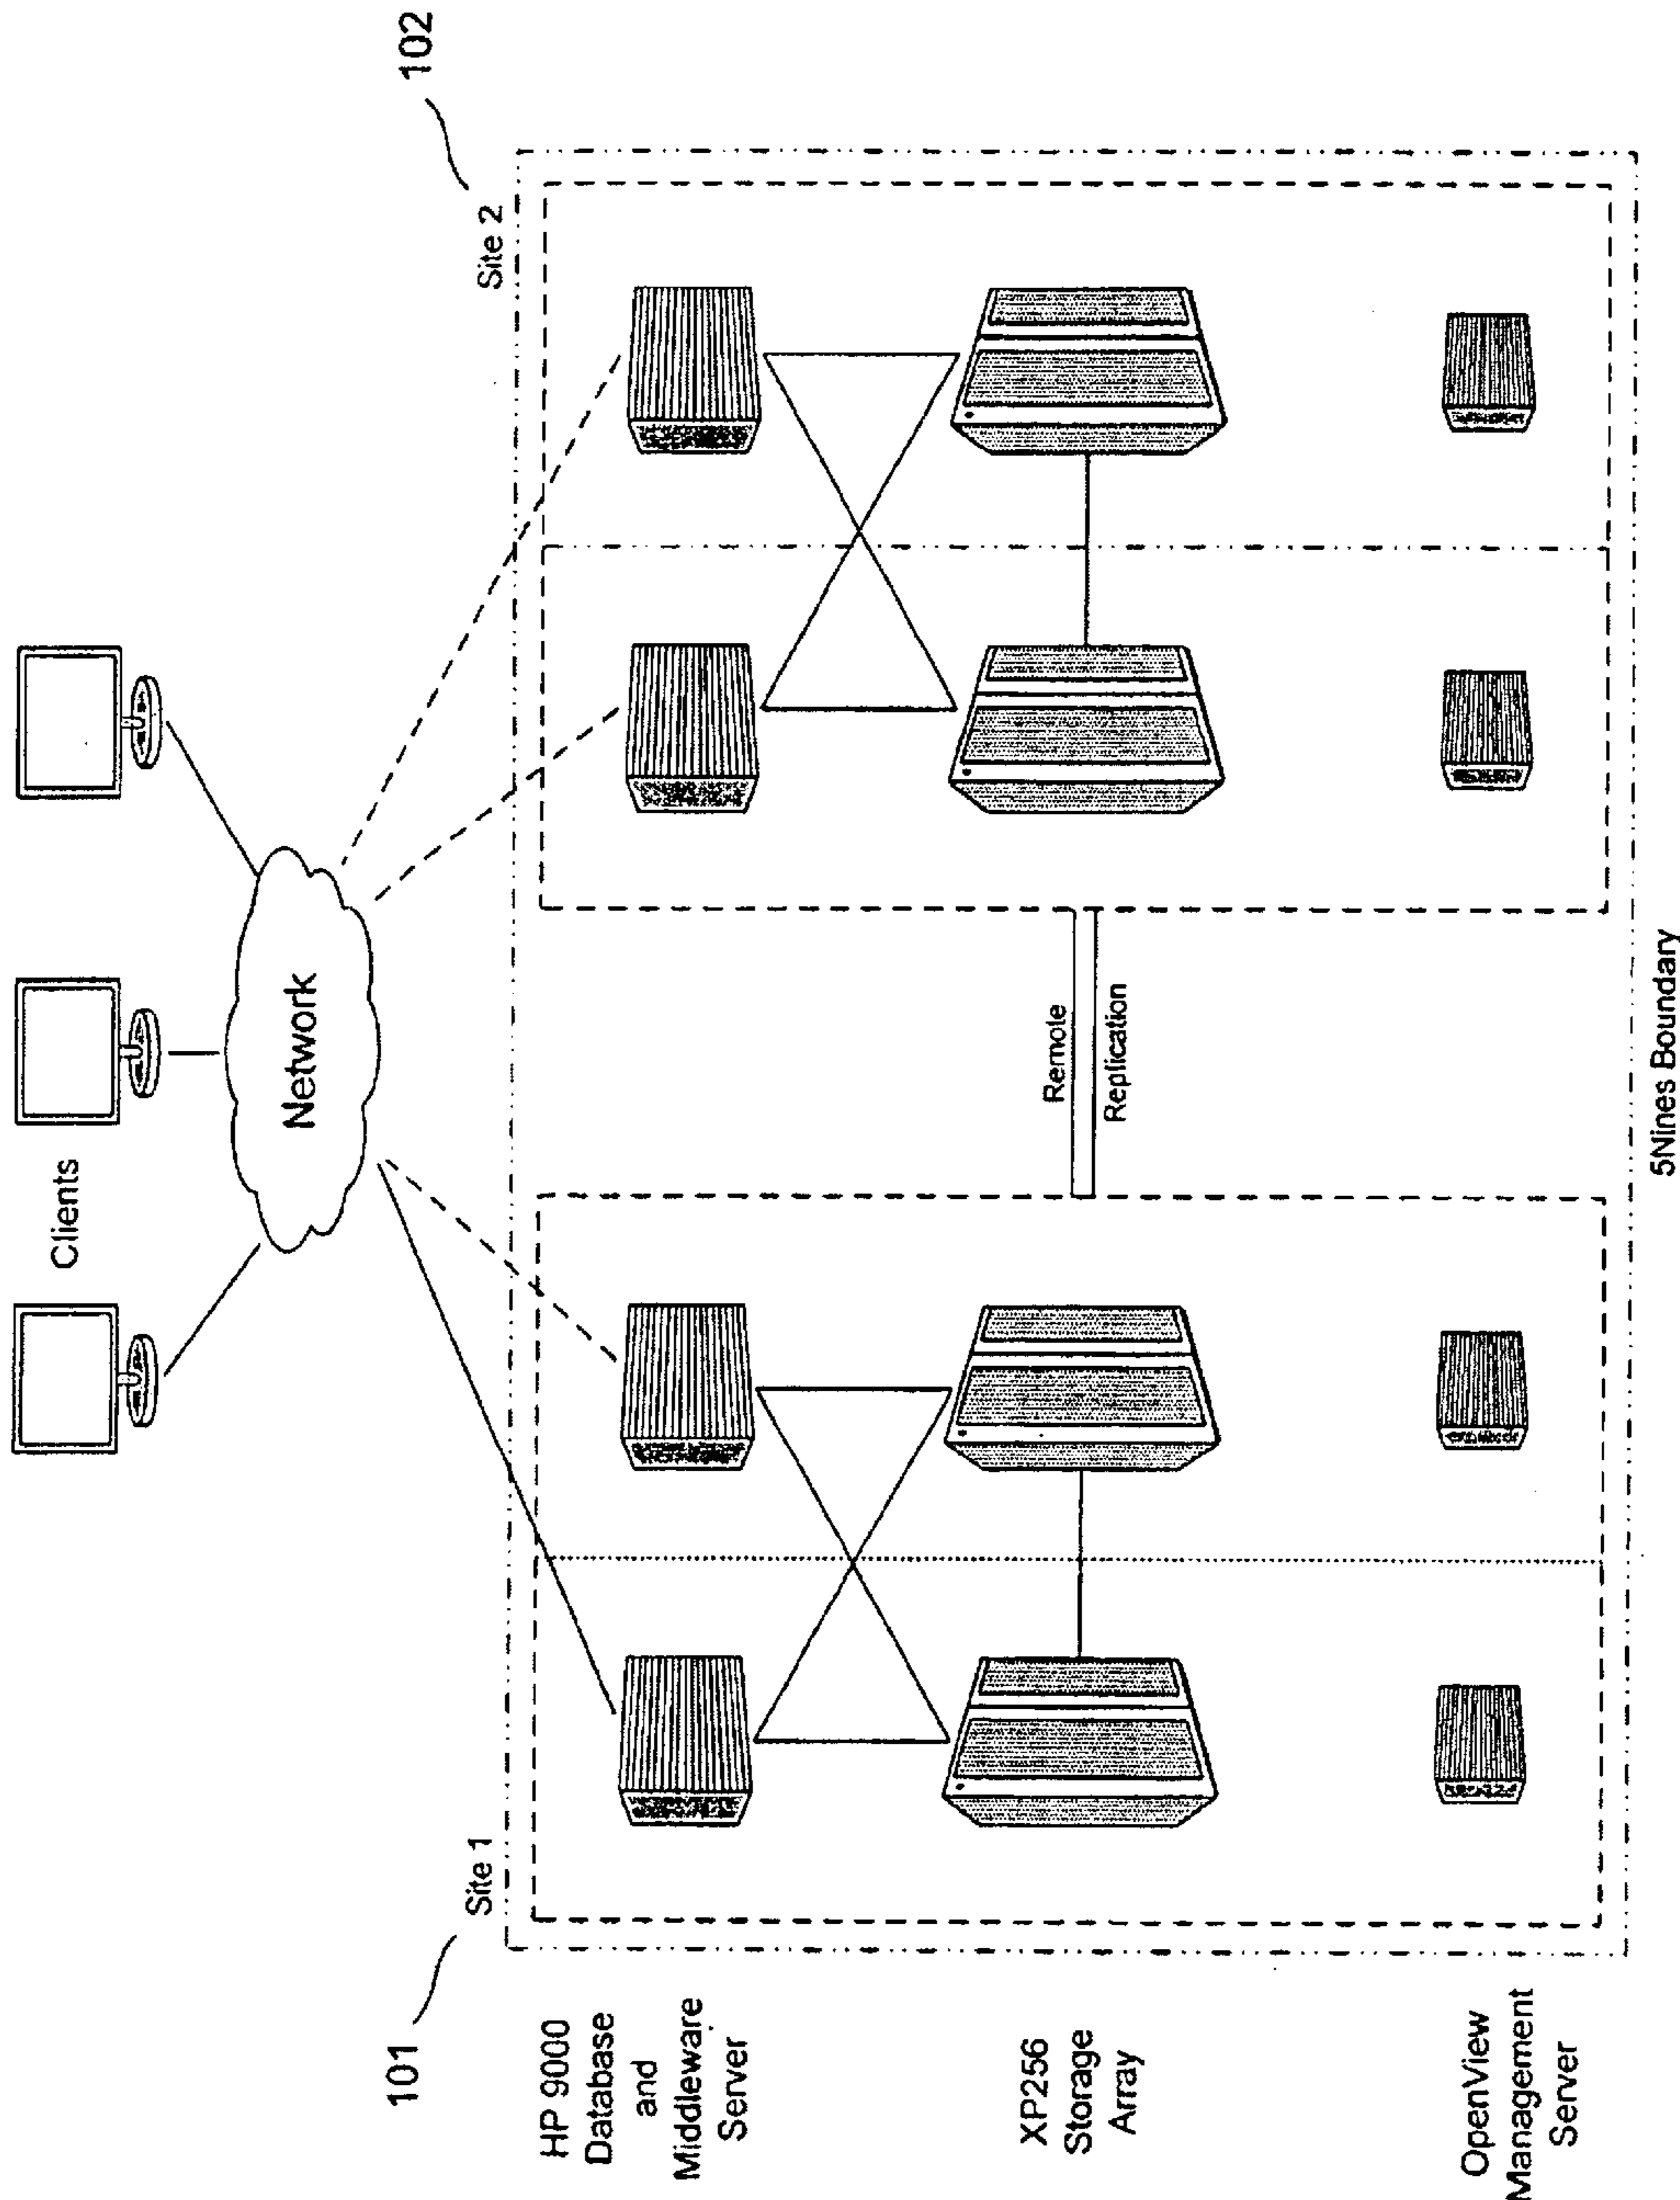 Clients
Network
101
Site 1
Site 2
102
HP 9000
Database
and
Middleware
Server
Remote
Replication
XP256
Storage
Array
OpenView
Management
Server
5Nines Boundary